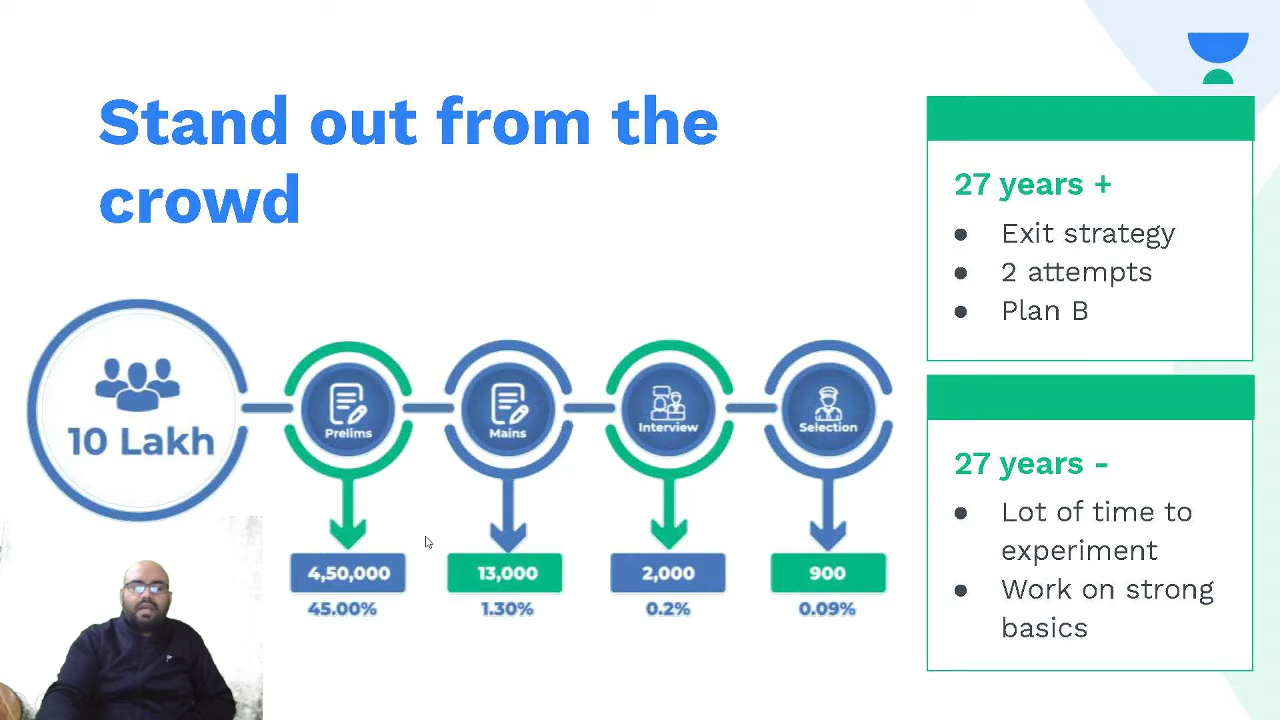 Stand out from the
crowd
10 Lakh
Prelims
Mains
Interview
Selection
4,50,000
13,000
2,000
900
45.00%
1.30%
0.2%
0.09%
27 years +
● Exit strategy
● 2 attempts
● Plan B
27 years -
● Lot of time to
experiment
● Work on strong
basics